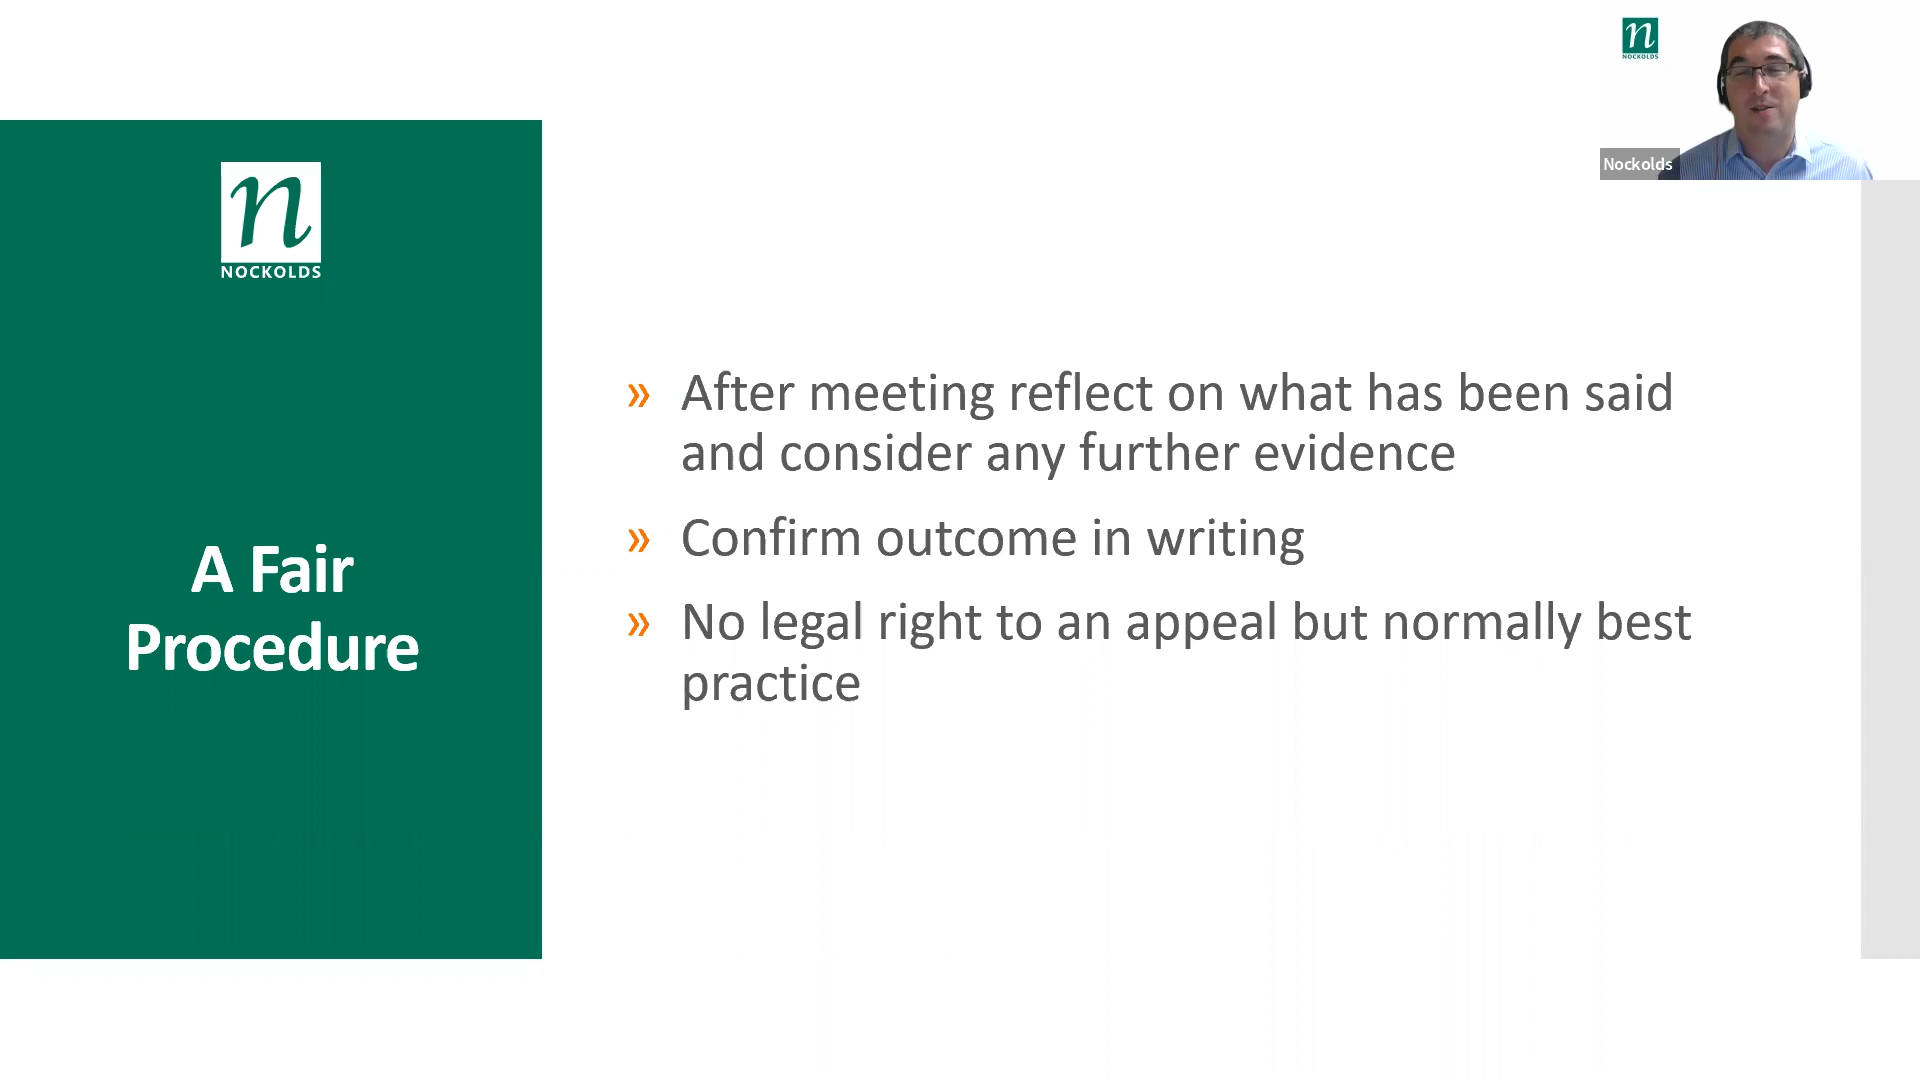 n
NOCKOLDS
Nockolds
n
NOCKOLDS
A Fair
Procedure
» After meeting reflect on what has been said
and consider any further evidence
» Confirm outcome in writing
» No legal right to an appeal but normally best
practice